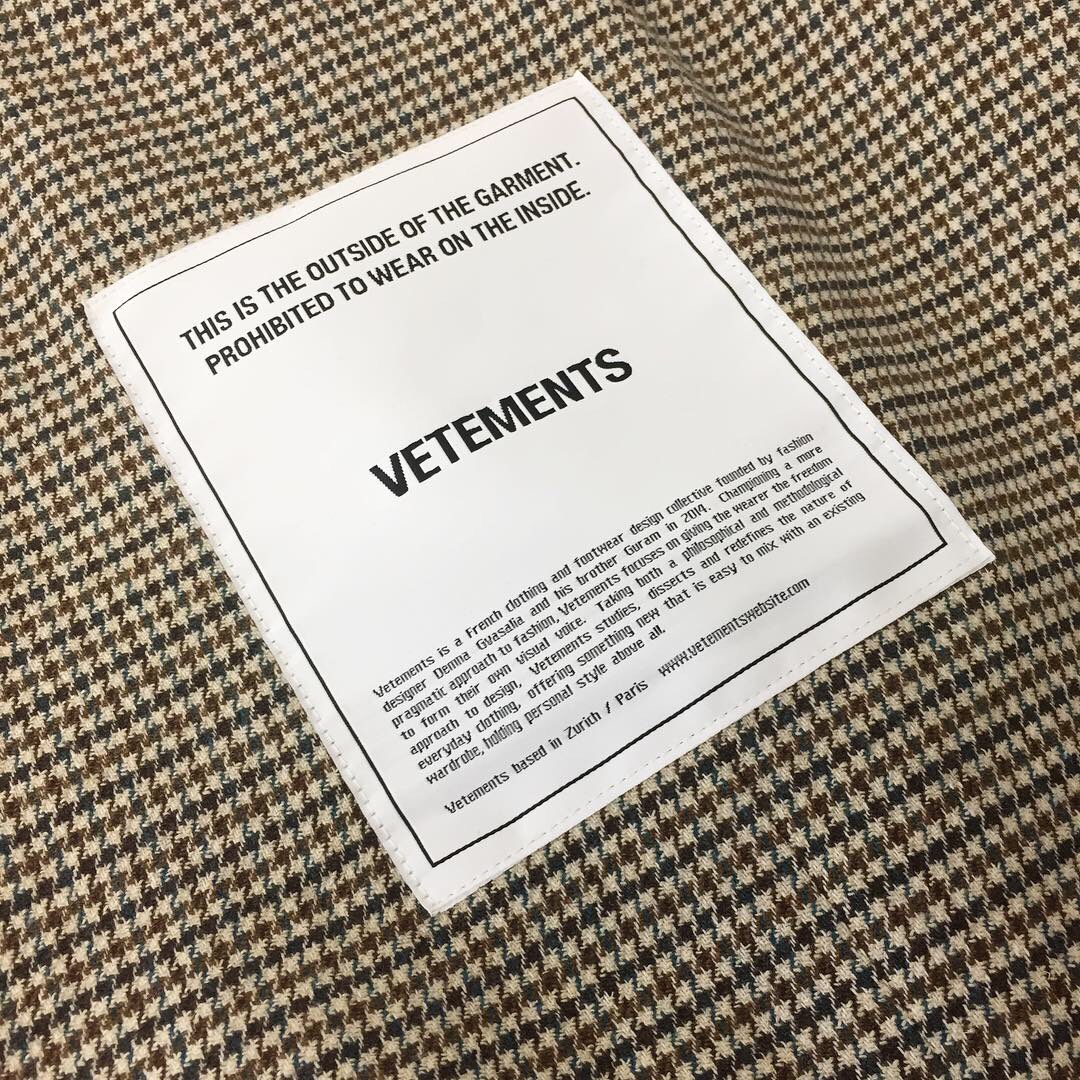 THIS IS THE OUTSIDE OF THE GARMENT.
PROHIBITED TO WEAR ON THE INSIDE.
VETEMENTS
Vetements is a French clothing and footwear design collective founded by fashion
designer Demna Gvasalia and his brother Guram in 2014. Championing a more
pragmatic approach to fashion, Vetements focuses on giving the wearer the freedom
to form their own visual voice. Taking both a philosophical and methodological
approach to design, Vetements studies, dissects and redefines the nature of
everyday clothing, offering something new that is easy to mix with an existing
wardrobe, holding personal style above all.
Vetements based in Zurich / Paris www.vetementswebsite.com